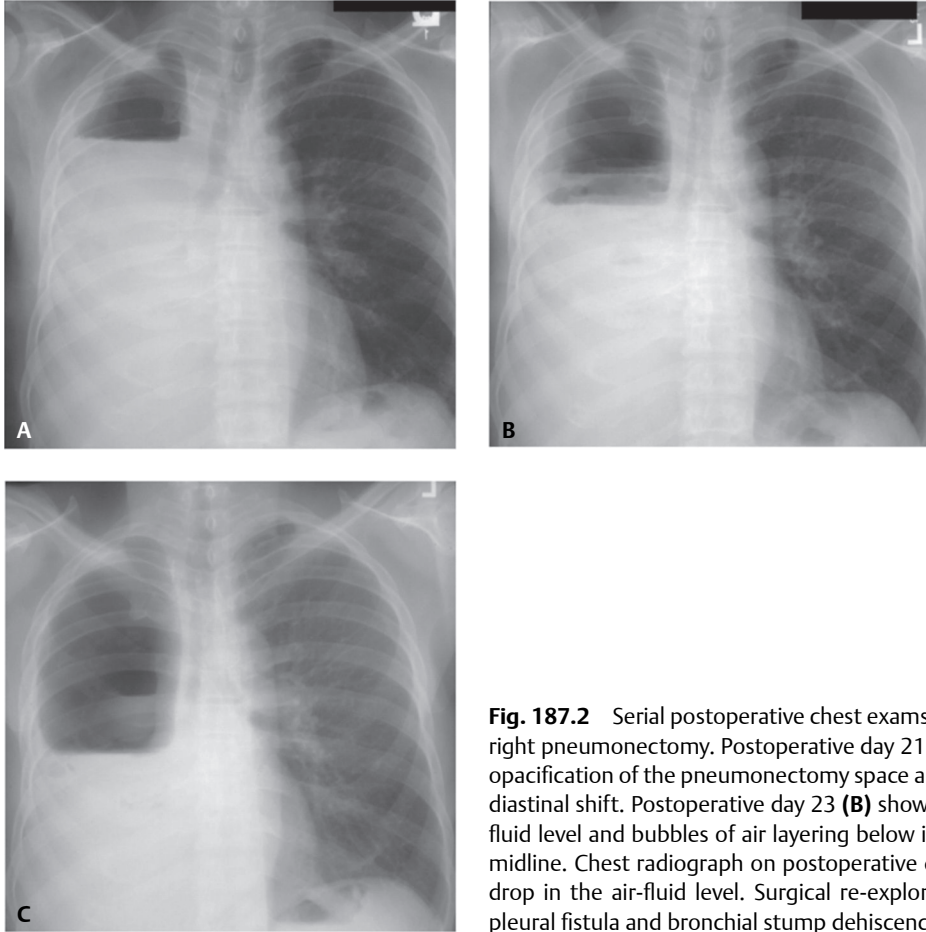 A
B
C
L
Fig. 187.2 Serial postoperative chest exams
right pneumonectomy. Postoperative day 21
opacification of the pneumonectomy space a
diastinal shift. Postoperative day 23 (B) show
fluid level and bubbles of air layering below i
midline. Chest radiograph on postoperative
drop in the air-fluid level. Surgical re-explor
pleural fistula and bronchial stump dehiscenc